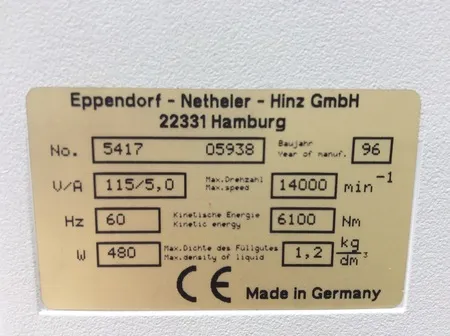 Eppendorf - Netheler - Hinz GmbH
22331 Hamburg
No. 5417 05938 Baujahr Year of manuf. 96
V/A 115/5,0 Max.Drehzahl Max.speed 14000 min⁻¹
Hz 60 Kinetische Energie Kinetic energy 6100 Nm
W 480 Max.Dichte des Füllgutes Max.density of liquid 1,2 kg/dm³
CE Made in Germany